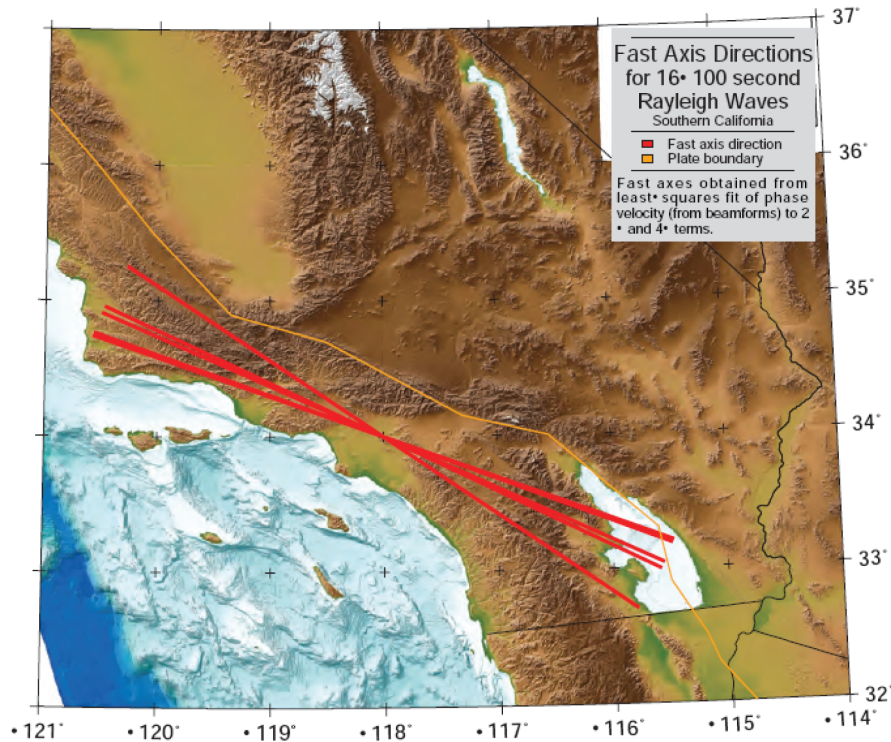 37°
Fast Axis Directions
for 16• 100 second
Rayleigh Waves
Southern California
Fast axis direction
Plate boundary
Fast axes obtained from
least• squares fit of phase
velocity (from beamforms) to 2
• and 4• terms.
36°
35°
34°
33°
32°
• 121° • 120° • 119° • 118° • 117° • 116° • 115° • 114°